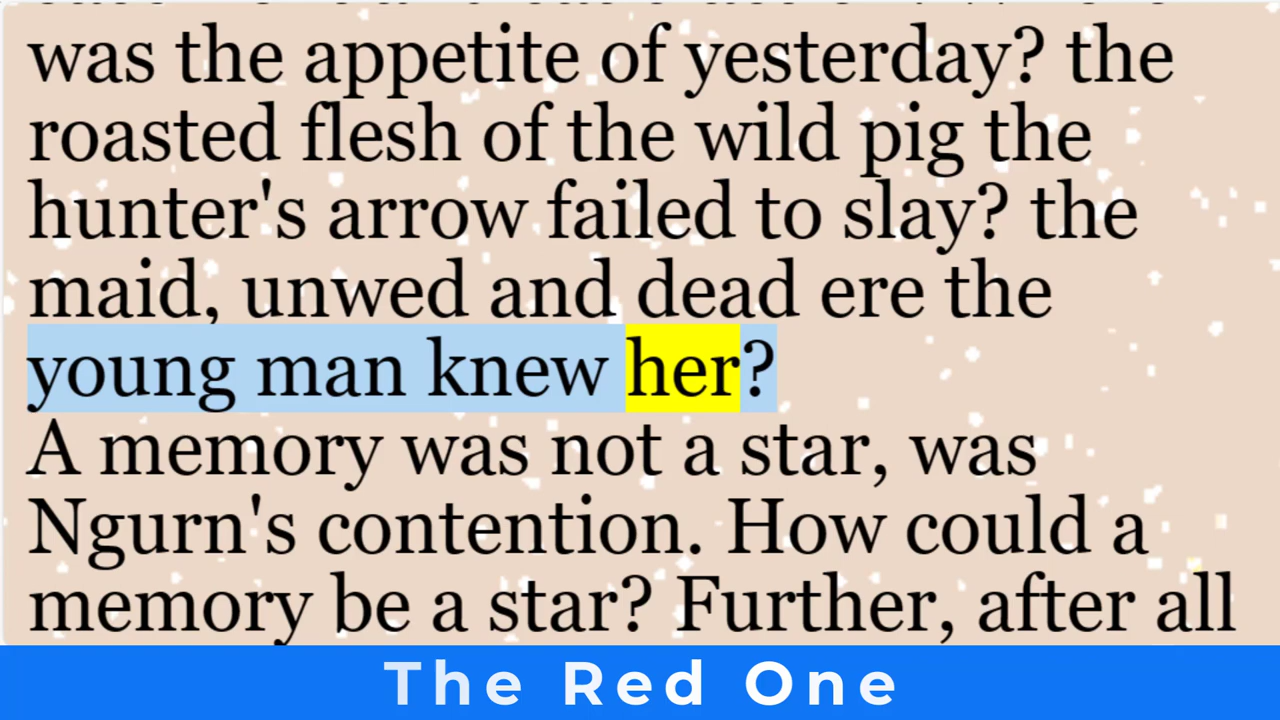 was the appetite of yesterday? the
roasted flesh of the wild pig the
hunter's arrow failed to slay? the
maid, unwed and dead ere the
young man knew her?
A memory was not a star, was
Ngurn's contention. How could a
memory be a star? Further, after all
The Red One